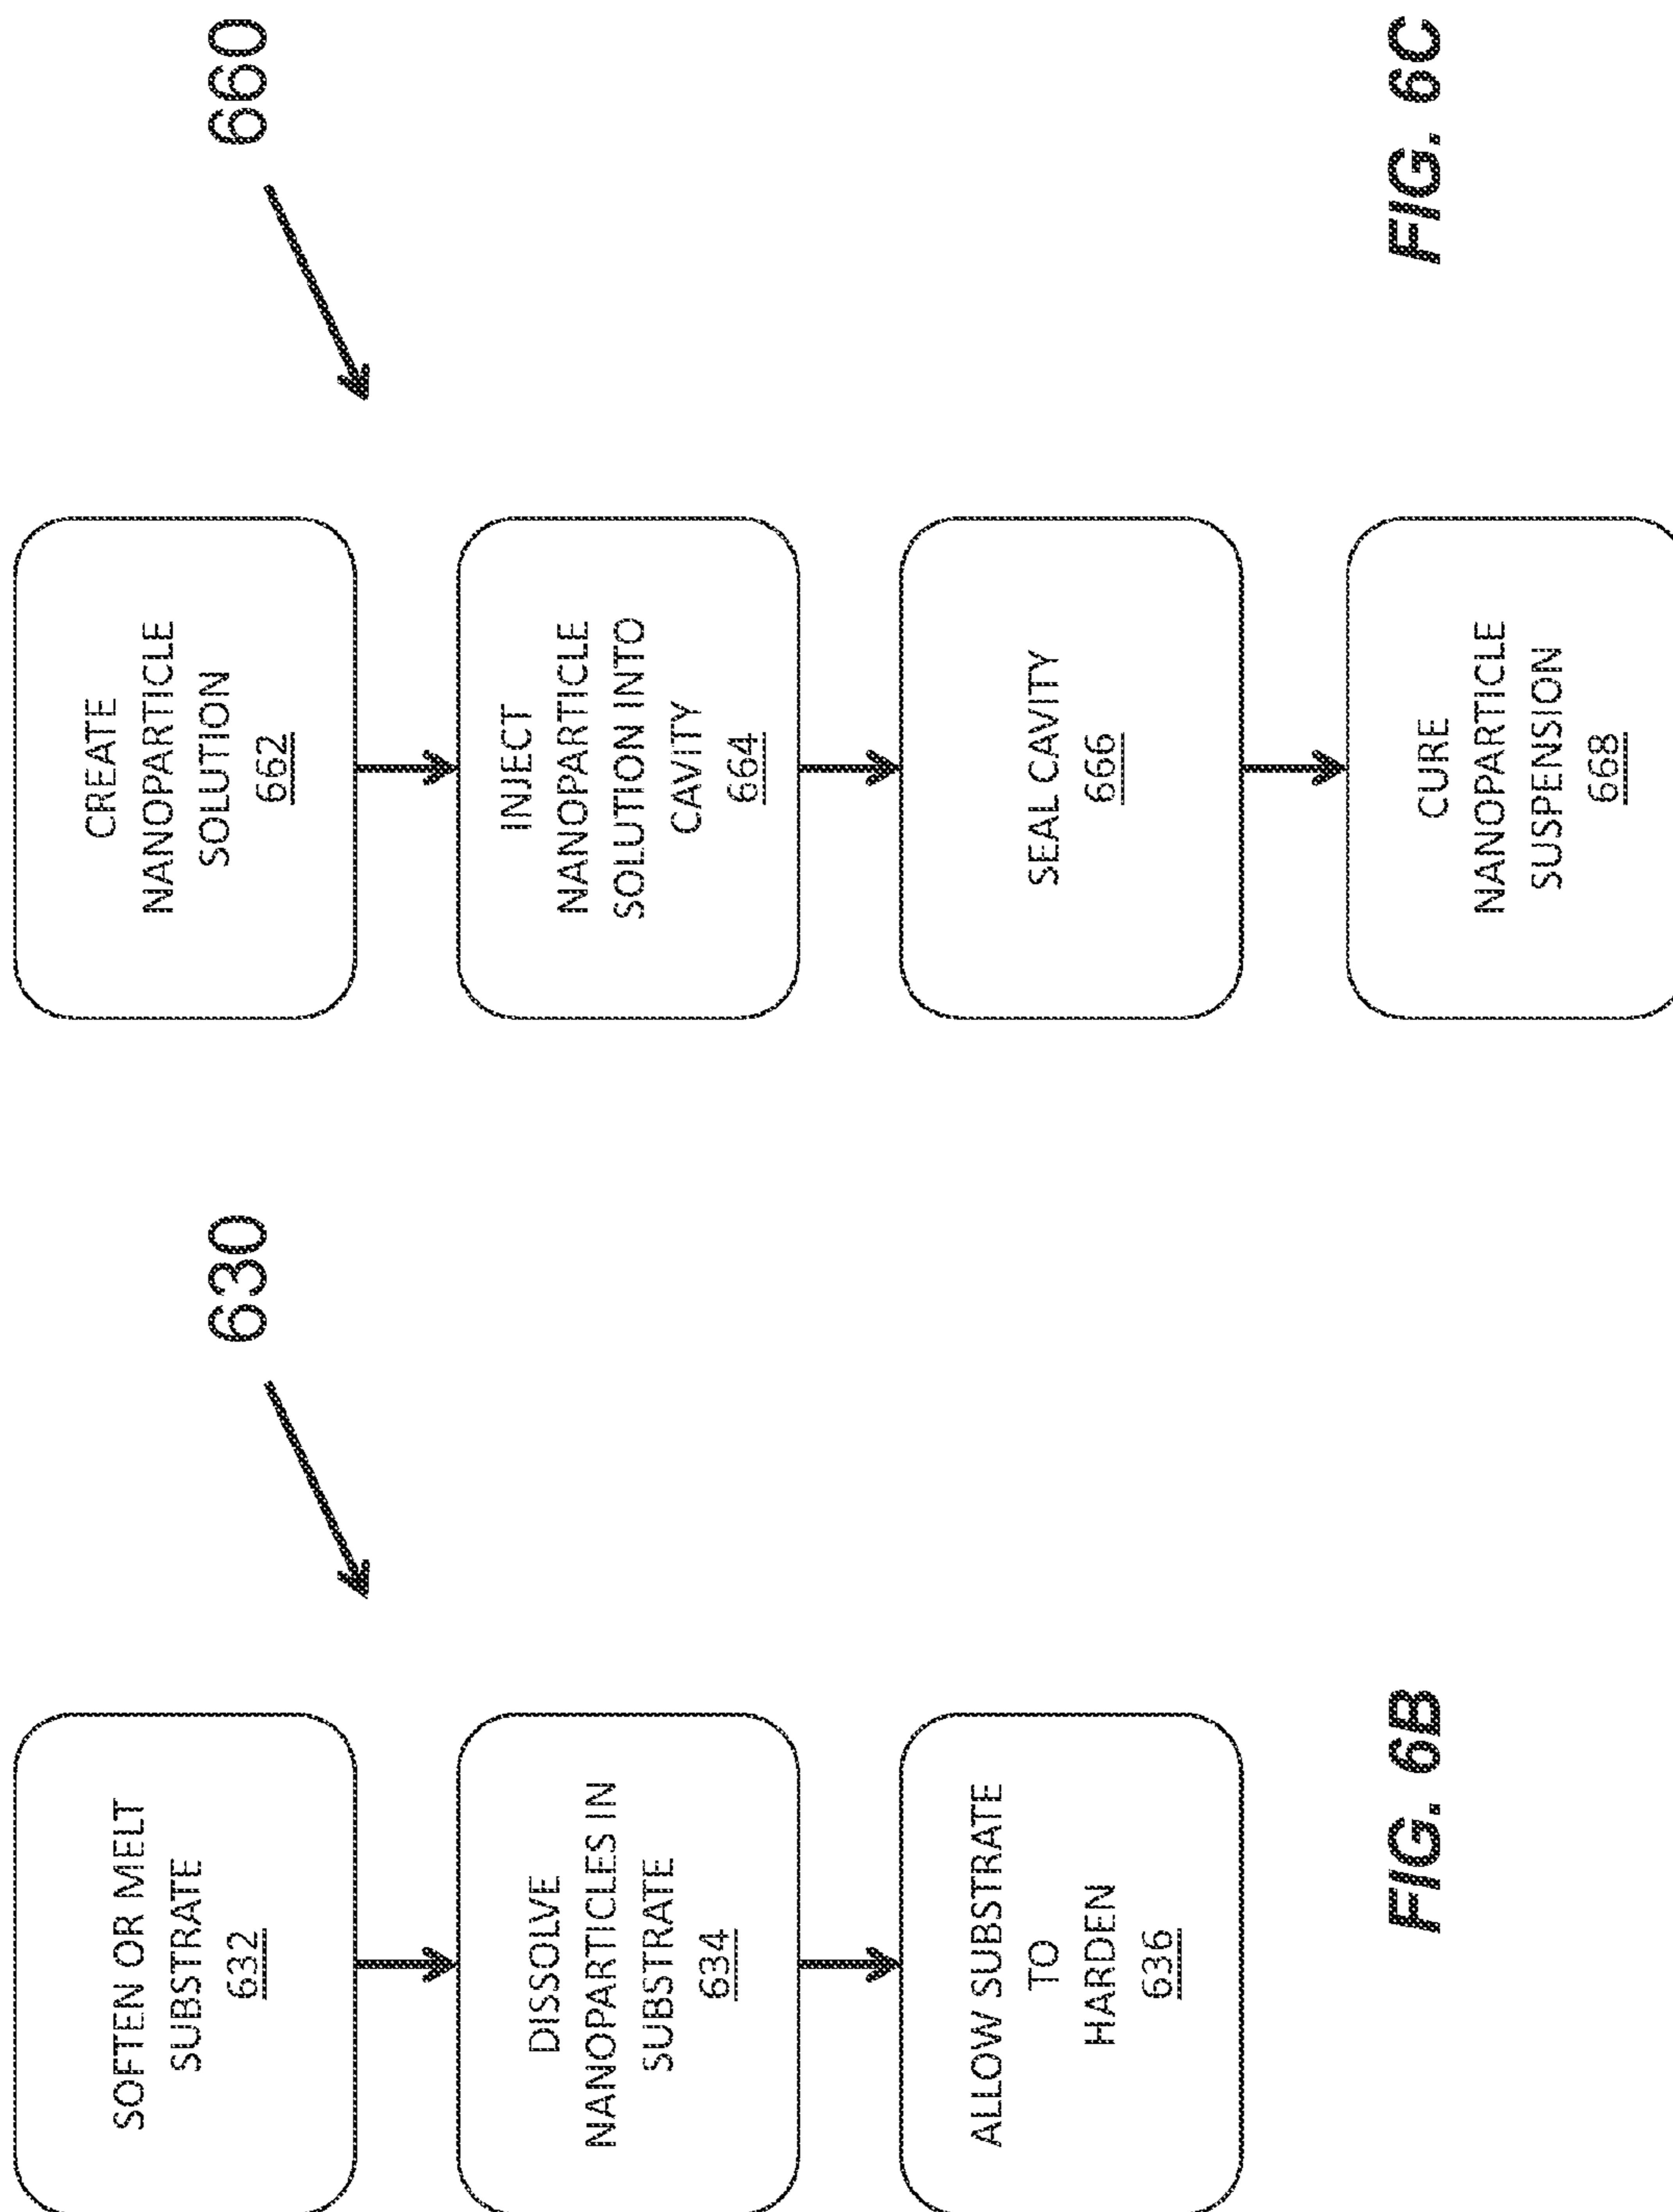 630
SOFTEN OR MELT
SUBSTRATE
632
DISSOLVE
NANOPARTICLES IN
SUBSTRATE
634
ALLOW SUBSTRATE
TO
HARDEN
636
FIG. 6B
660
CREATE
NANOPARTICLE
SOLUTION
662
INJECT
NANOPARTICLE
SOLUTION INTO
CAVITY
664
SEAL CAVITY
666
CURE
NANOPARTICLE
SUSPENSION
668
FIG. 6C